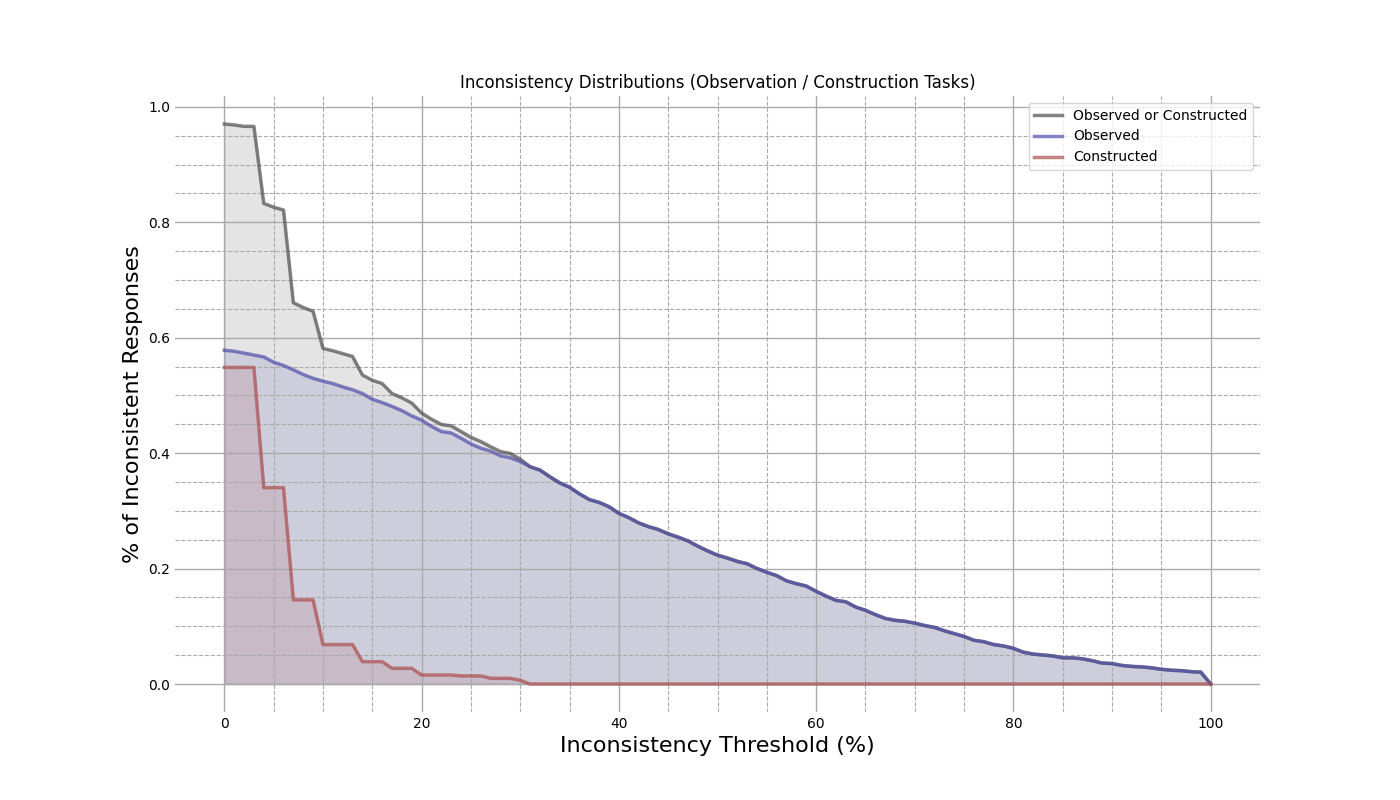 Inconsistency Distributions (Observation / Construction Tasks)
Observed or Constructed
Observed
Constructed
% of Inconsistent Responses
1.0
0.8
0.6
0.4
0.2
0.0
0 20 40 60 80 100
Inconsistency Threshold (%)